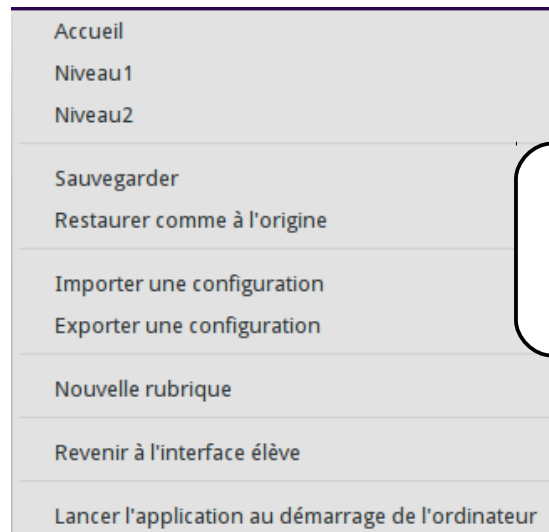 Accueil
Niveau1
Niveau2
Sauvegarder
Restaurer comme à l'origine
Importer une configuration
Exporter une configuration
Nouvelle rubrique
Revenir à l'interface élève
Lancer l'application au démarrage de l'ordinateur